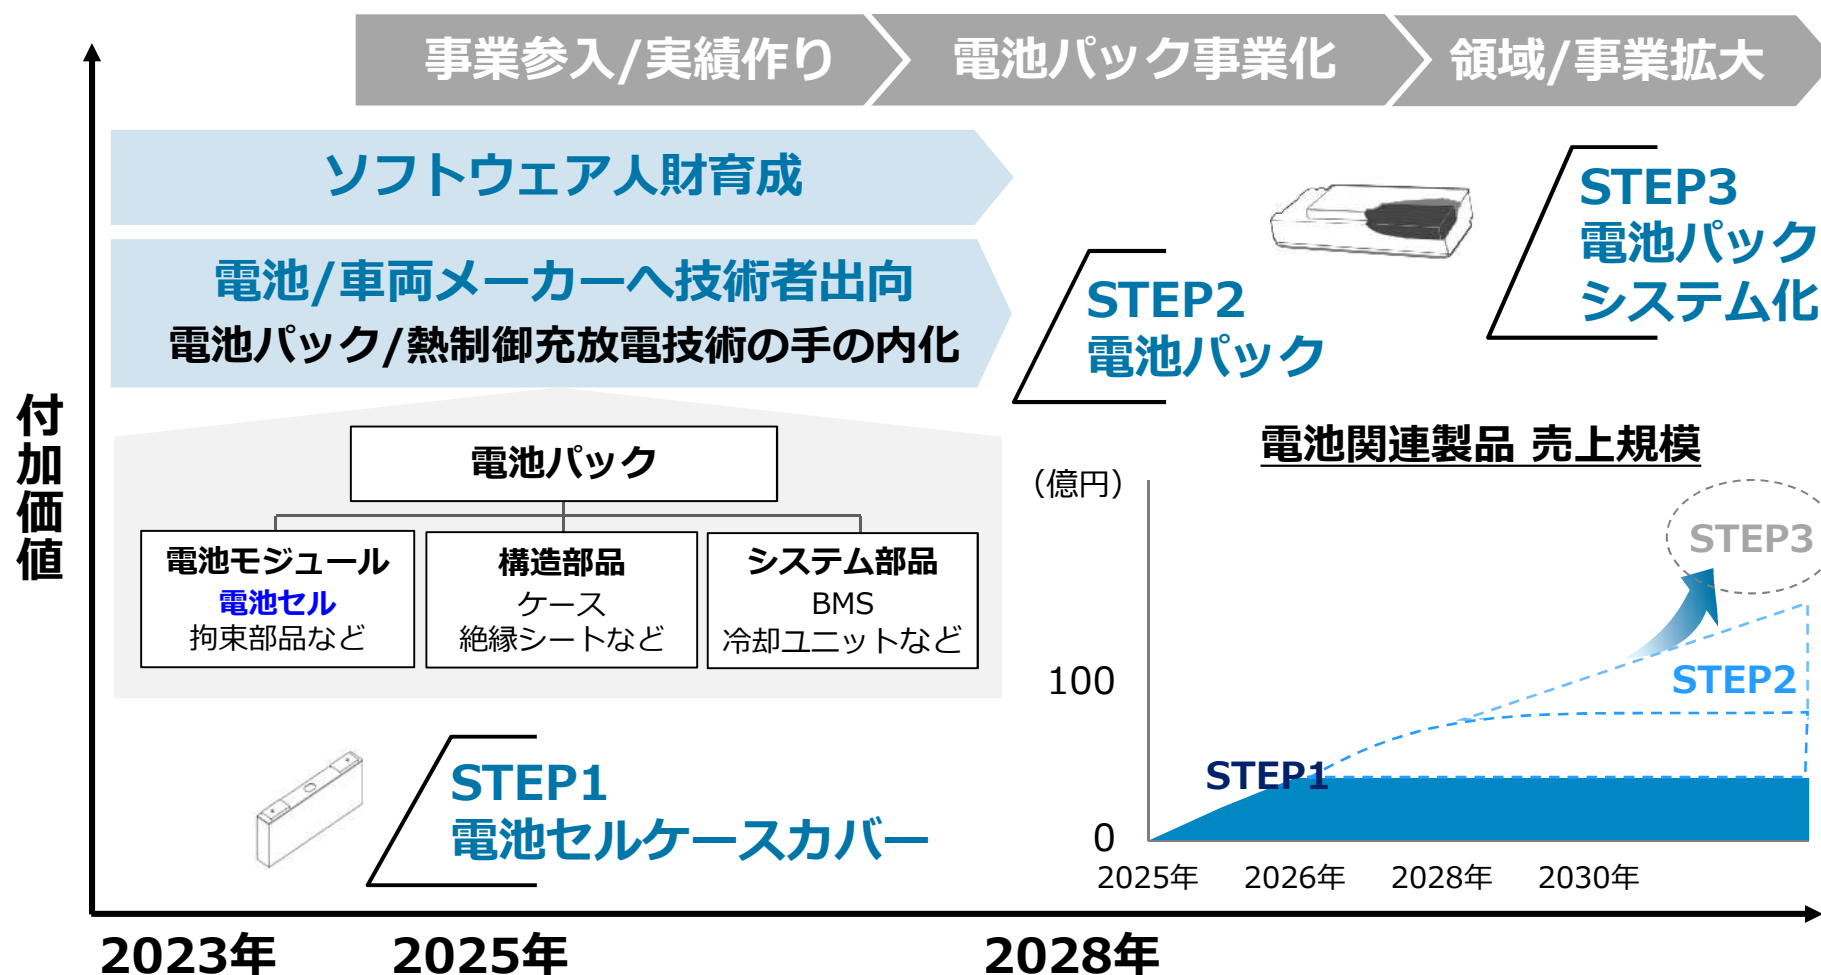 事業参入/実績作り
電池パック事業化
領域/事業拡大
ソフトウェア人財育成
電池/車両メーカーへ技術者出向
電池パック/熱制御充放電技術の手の内化
STEP3
電池パック
システム化
STEP2
電池パック
付加価値
電池パック
電池モジュール
電池セル
拘束部品など
構造部品
ケース
絶縁シートなど
システム部品
BMS
冷却ユニットなど
STEP1
電池セルケースカバー
電池関連製品 売上規模
（億円）
STEP3
100
STEP2
STEP1
0
2025年
2026年
2028年
2030年
2023年
2025年
2028年